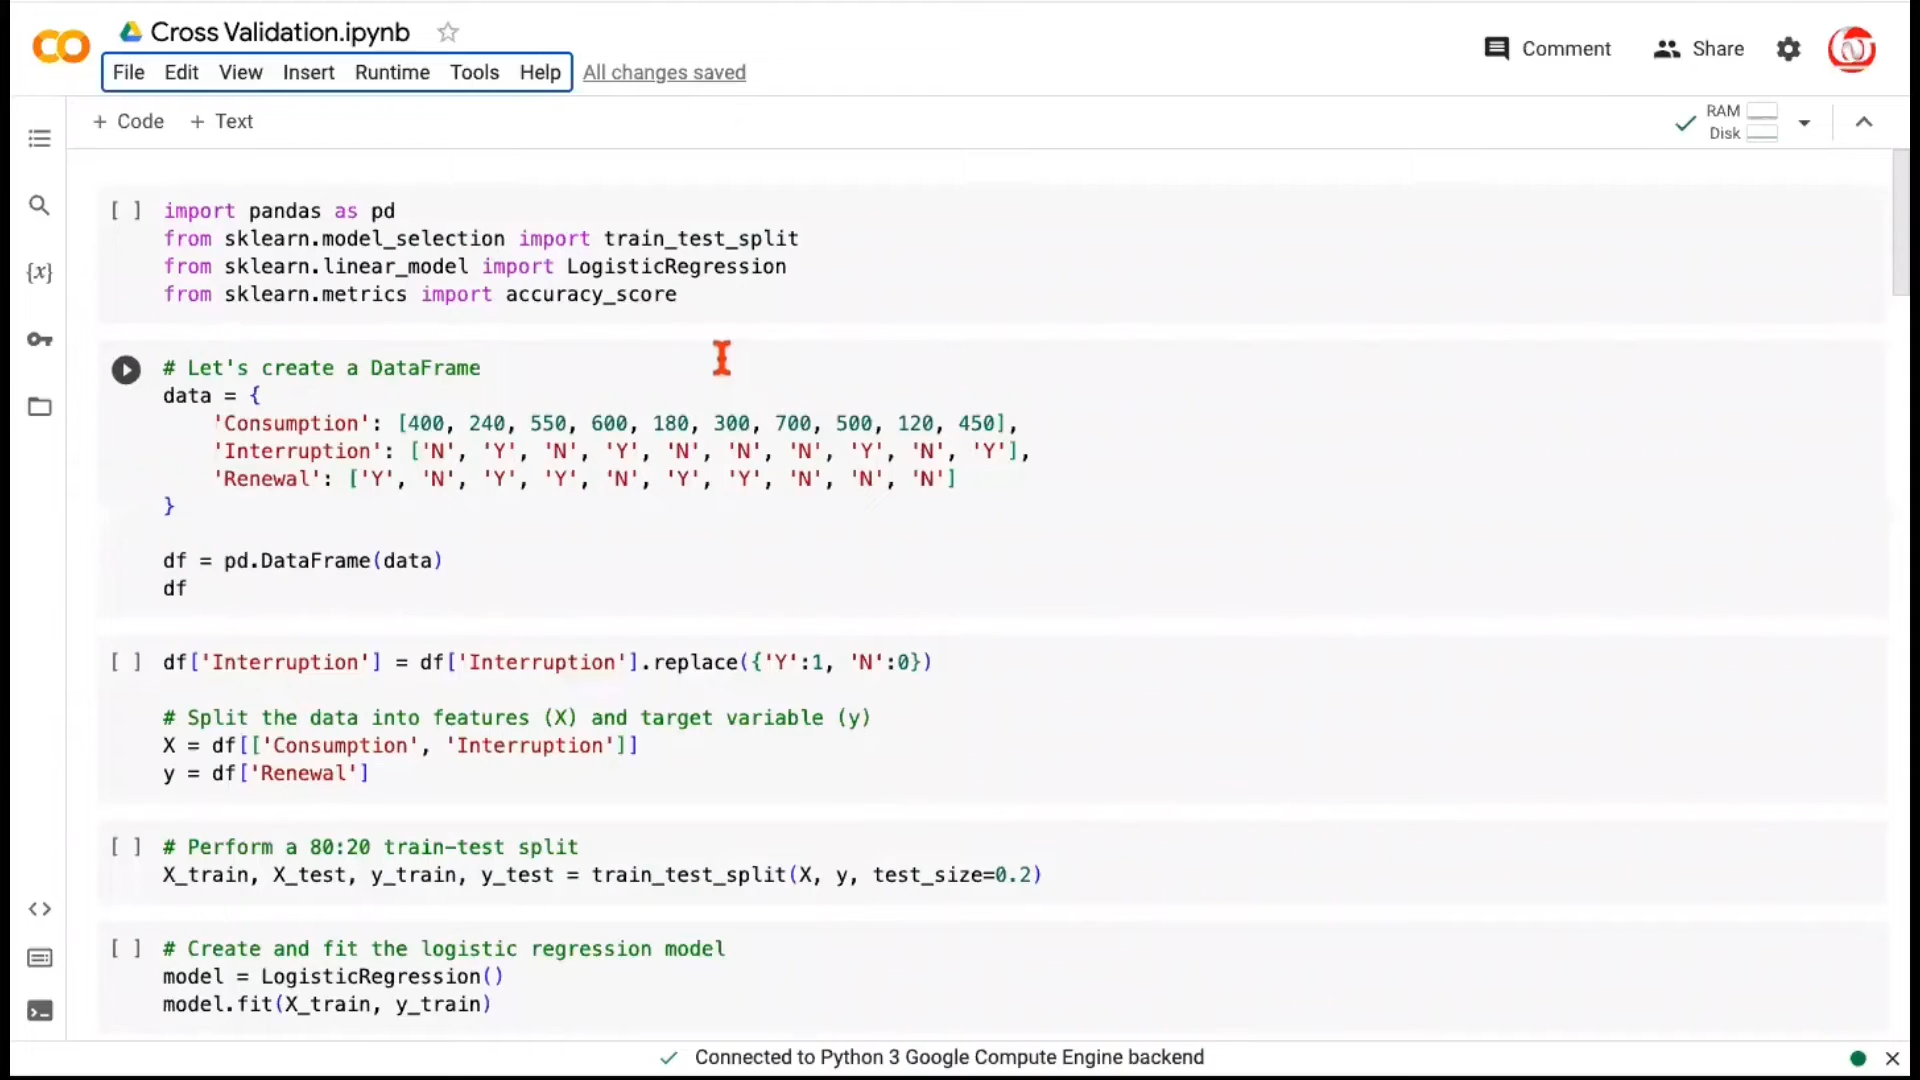 Cross Validation.ipynb
File Edit View Insert Runtime Tools Help All changes saved
Comment Share
+ Code + Text
RAM
Disk
[ ] import pandas as pd
from sklearn.model_selection import train_test_split
from sklearn.linear_model import LogisticRegression
from sklearn.metrics import accuracy_score
# Let's create a DataFrame
data = {
'Consumption': [400, 240, 550, 600, 180, 300, 700, 500, 120, 450],
'Interruption': ['N', 'Y', 'N', 'Y', 'N', 'N', 'N', 'Y', 'N', 'Y'],
'Renewal': ['Y', 'N', 'Y', 'Y', 'N', 'Y', 'Y', 'N', 'N', 'N']
}
df = pd.DataFrame(data)
df
[ ] df['Interruption'] = df['Interruption'].replace({'Y':1, 'N':0})
# Split the data into features (X) and target variable (y)
X = df[['Consumption', 'Interruption']]
y = df['Renewal']
[ ] # Perform a 80:20 train-test split
X_train, X_test, y_train, y_test = train_test_split(X, y, test_size=0.2)
[ ] # Create and fit the logistic regression model
model = LogisticRegression()
model.fit(X_train, y_train)
Connected to Python 3 Google Compute Engine backend